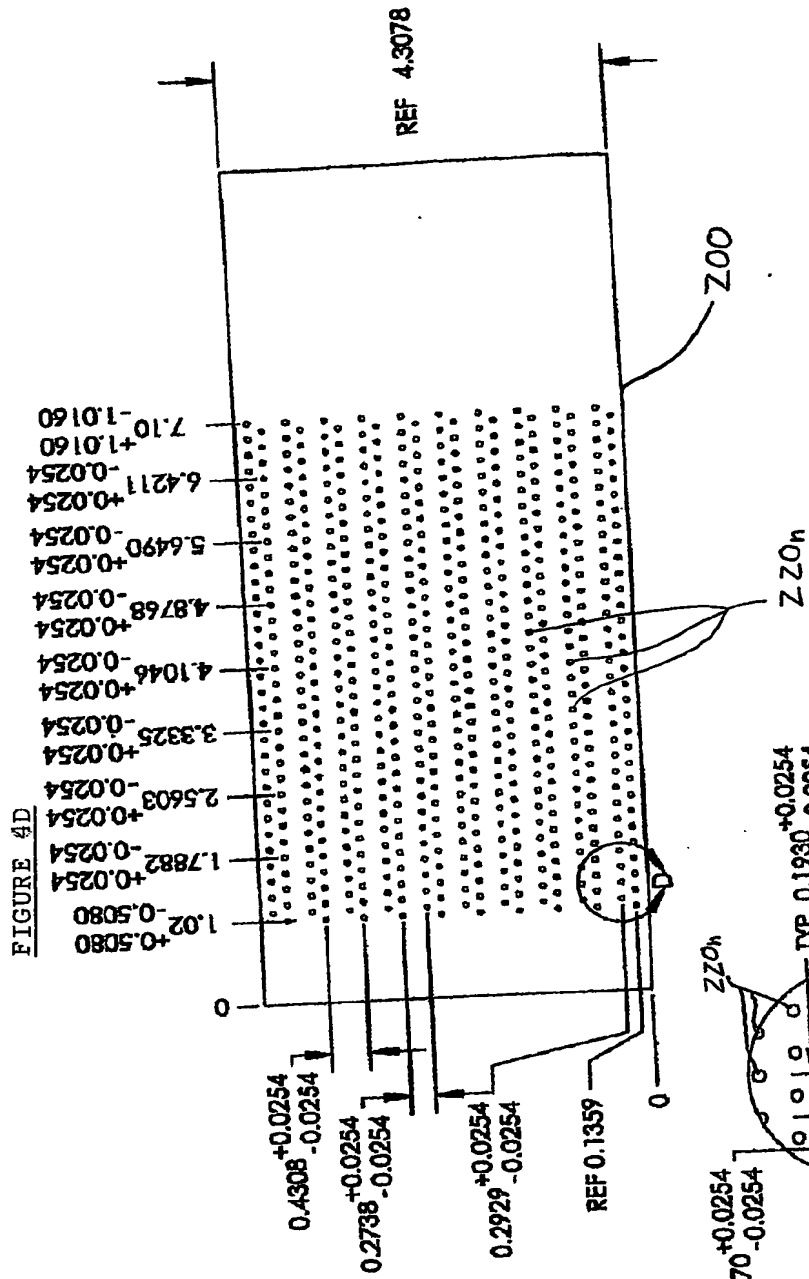 FIGURE 4D
1.02 +0.5080 -0.5080
1.7882 +0.0254 -0.0254
2.5603 +0.0254 -0.0254
3.3325 +0.0254 -0.0254
4.1046 +0.0254 -0.0254
4.8768 +0.0254 -0.0254
5.6490 +0.0254 -0.0254
6.4211 +0.0254 -0.0254
7.10 +1.0160 -1.0160
0
REF 4.3078
0.4308 +0.0254 -0.0254
0.2738 +0.0254 -0.0254
0.2929 +0.0254 -0.0254
REF 0.1359
0
D
ZOO
ZZOn
ZZOn
70 +0.0254 -0.0254
TYP 0.1930 +0.0254